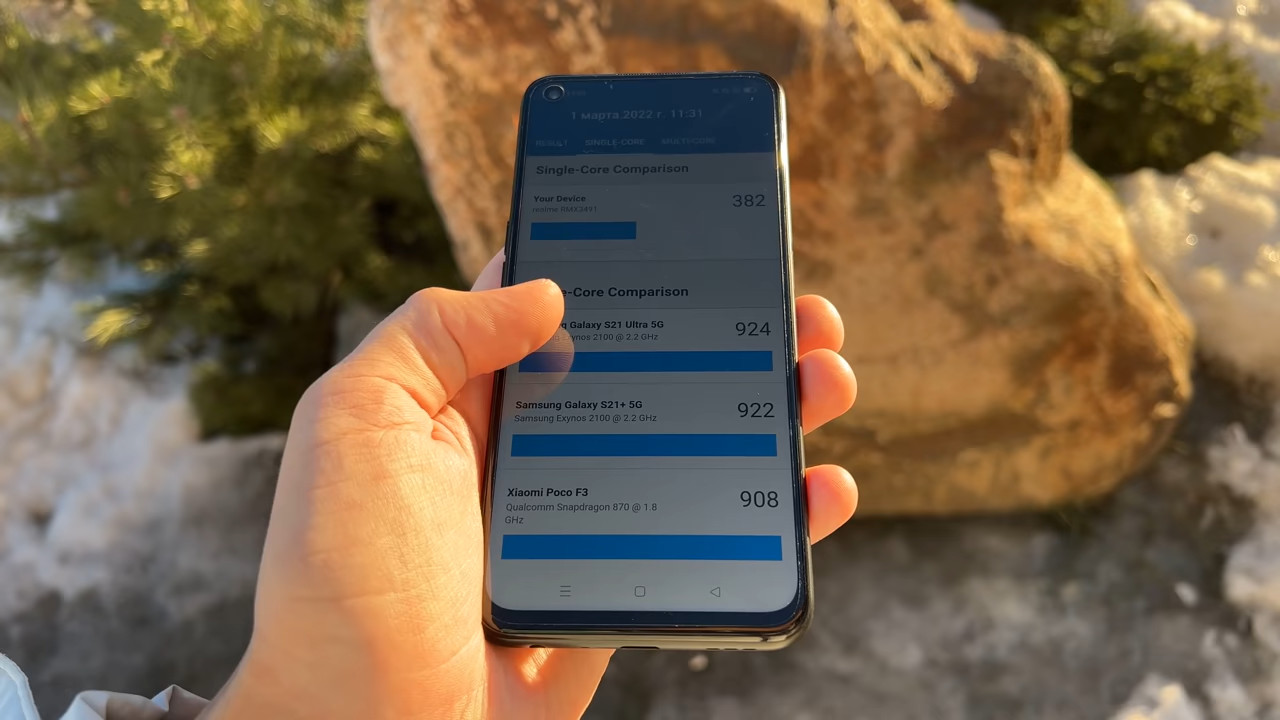 1 марта 2022 г. 11:31
RESULT SINGLE-CORE MULTI-CORE
Single-Core Comparison
Your Device 382
realme RMX2491
e-Core Comparison
g Galaxy S21 Ultra 5G 924
Exynos 2100 @ 2.2 GHz
Samsung Galaxy S21+ 5G 922
Samsung Exynos 2100 @ 2.2 GHz
Xiaomi Poco F3 908
Qualcomm Snapdragon 870 @ 1.8
GHz